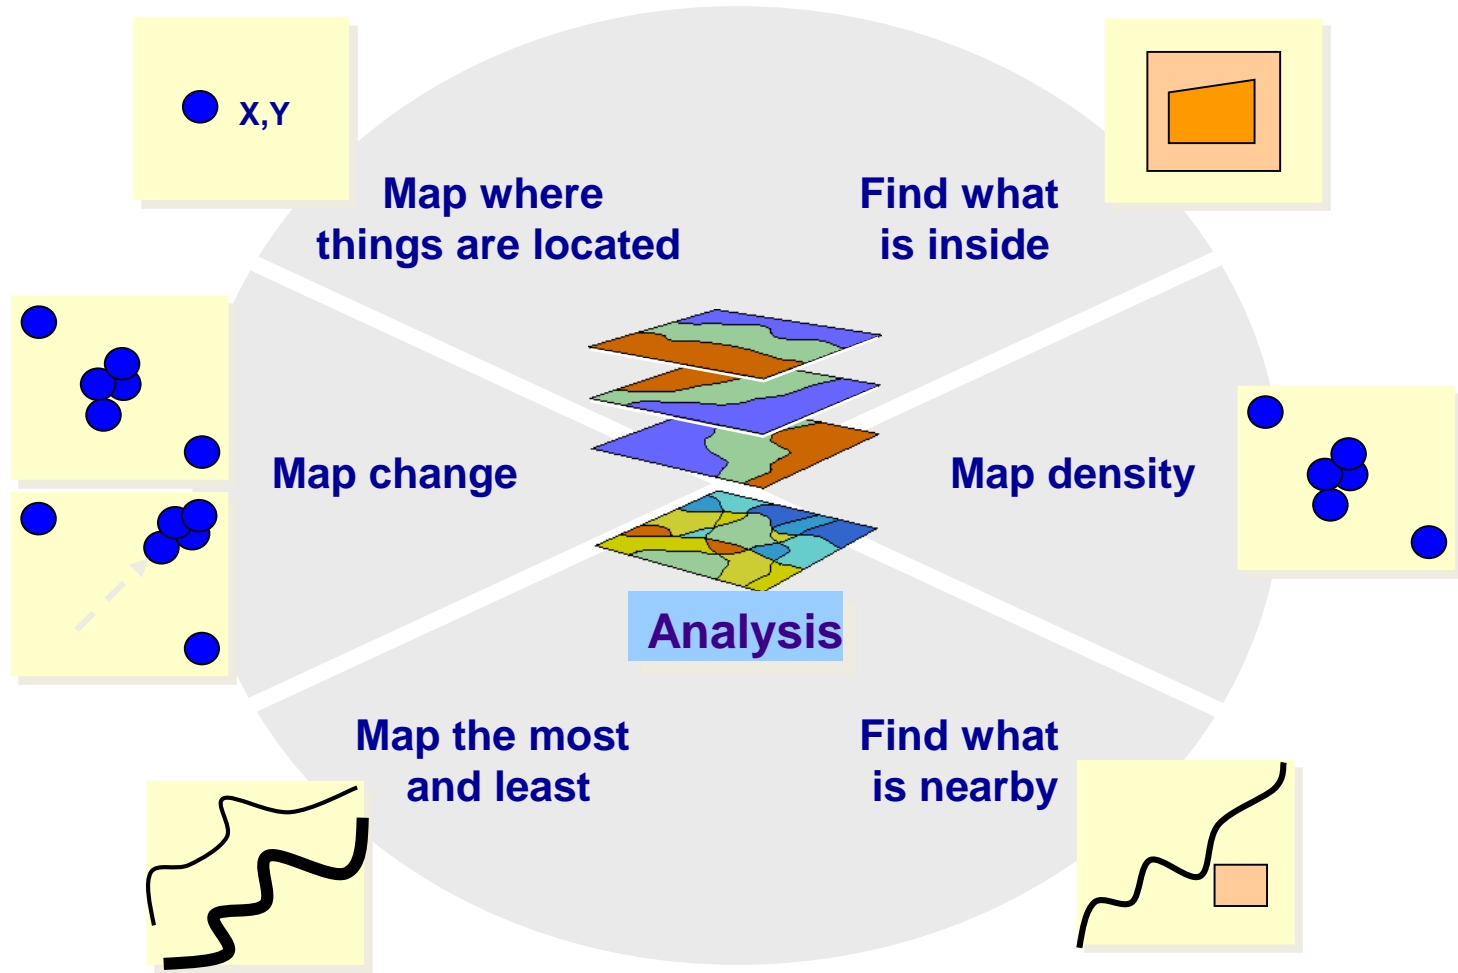 X,Y
Map where
things are located
Find what
is inside
Map change
Map density
Analysis
Map the most
and least
Find what
is nearby